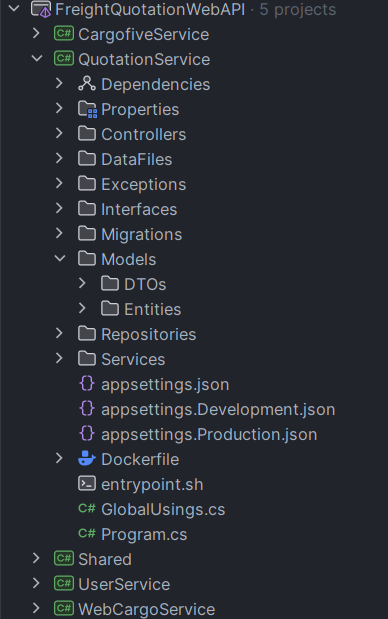 FreightQuotationWebAPI · 5 projects
C# CargofiveService
C# QuotationService
Dependencies
Properties
Controllers
DataFiles
Exceptions
Interfaces
Migrations
Models
DTOs
Entities
Repositories
Services
{} appsettings.json
{} appsettings.Development.json
{} appsettings.Production.json
Dockerfile
entrypoint.sh
C# GlobalUsings.cs
C# Program.cs
C# Shared
C# UserService
C# WebCargoService